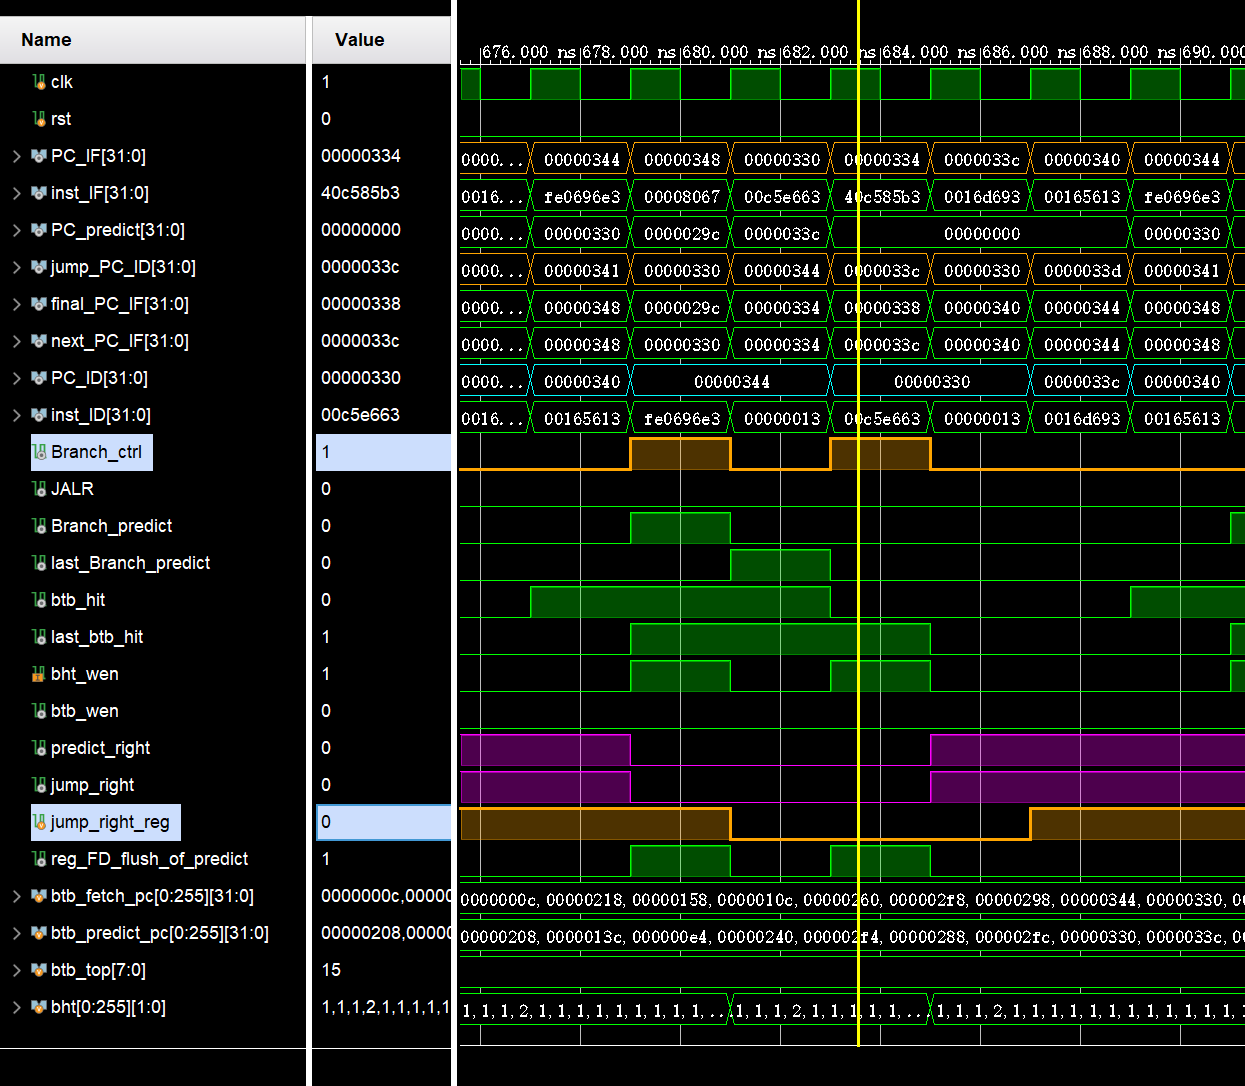 Name Value
676.000 ns 678.000 ns 680.000 ns 682.000 ns 684.000 ns 686.000 ns 688.000 ns 690.000
clk 1
rst 0
PC_IF[31:0] 00000334 0000... 00000344 00000348 00000330 00000334 0000033c 00000340 00000344
inst_IF[31:0] 40c585b3 0016... fe0696e3 00008067 00c5e663 40c585b3 0016d693 00165613 fe0696e3
PC_predict[31:0] 00000000 0000... 00000330 0000029c 0000033c 00000000 00000330
jump_PC_ID[31:0] 0000033c 0000... 00000341 00000330 00000344 0000033c 00000330 0000033d 00000341
final_PC_IF[31:0] 00000338 0000... 00000348 0000029c 00000334 00000338 00000340 00000344 00000348
next_PC_IF[31:0] 0000033c 0000... 00000348 00000330 00000334 0000033c 00000340 00000344 00000348
PC_ID[31:0] 00000330 0000... 00000340 00000344 00000330 0000033c 00000340
inst_ID[31:0] 00c5e663 0016... 00165613 fe0696e3 00000013 00c5e663 00000013 0016d693 00165613
Branch_ctrl 1
JALR 0
Branch_predict 0
last_Branch_predict 0
btb_hit 0
last_btb_hit 1
bht_wen 1
btb_wen 0
predict_right 0
jump_right 0
jump_right_reg 0
reg_FD_flush_of_predict 1
btb_fetch_pc[0:255][31:0] 0000000c,00000 0000000c,00000218,00000158,0000010c,00000260,000002f8,00000298,00000344,00000330,00
btb_predict_pc[0:255][31:0] 00000208,00000 00000208,0000013c,000000e4,00000240,000002f4,00000288,000002fc,00000330,0000033c,00
btb_top[7:0] 15
bht[0:255][1:0] 1,1,1,2,1,1,1,1,1 1,1,1,2,1,1,1,1,1,1,1,1,... 1,1,1,2,1,1,1,1,... 1,1,1,2,1,1,1,1,1,1,1,1,1,1,1,1